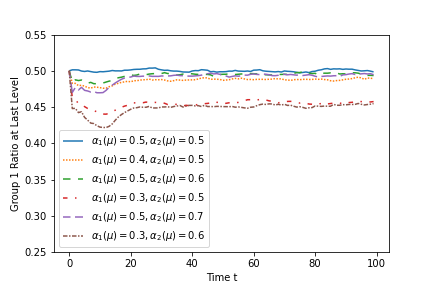 0.55
0.50
0.45
0.40
0.35
0.30
0.25
Group 1 Ratio at Last Level
α₁(μ) = 0.5, α₂(μ) = 0.5
α₁(μ) = 0.4, α₂(μ) = 0.5
α₁(μ) = 0.5, α₂(μ) = 0.6
α₁(μ) = 0.3, α₂(μ) = 0.5
α₁(μ) = 0.5, α₂(μ) = 0.7
α₁(μ) = 0.3, α₂(μ) = 0.6
0 20 40 60 80 100
Time t